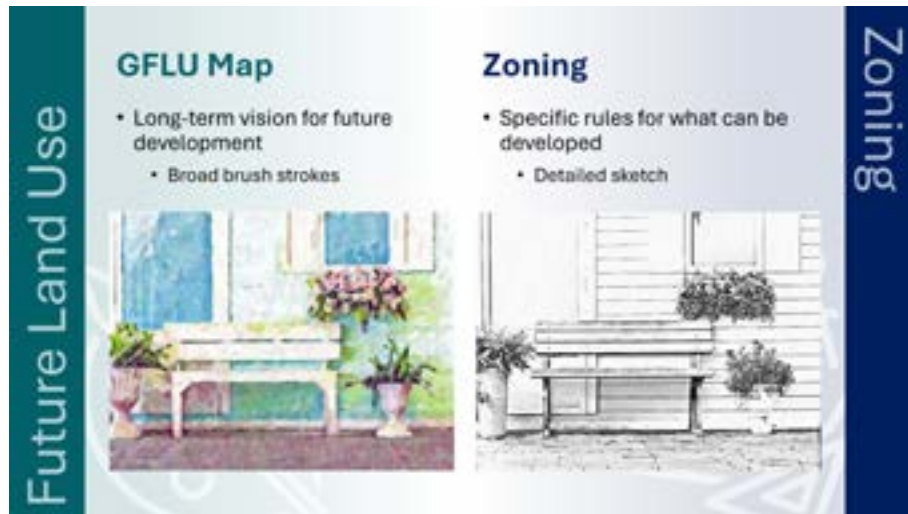 Future Land Use
GFLU Map
• Long-term vision for future
development
• Broad brush strokes
Zoning
• Specific rules for what can be
developed
• Detailed sketch
Zoning